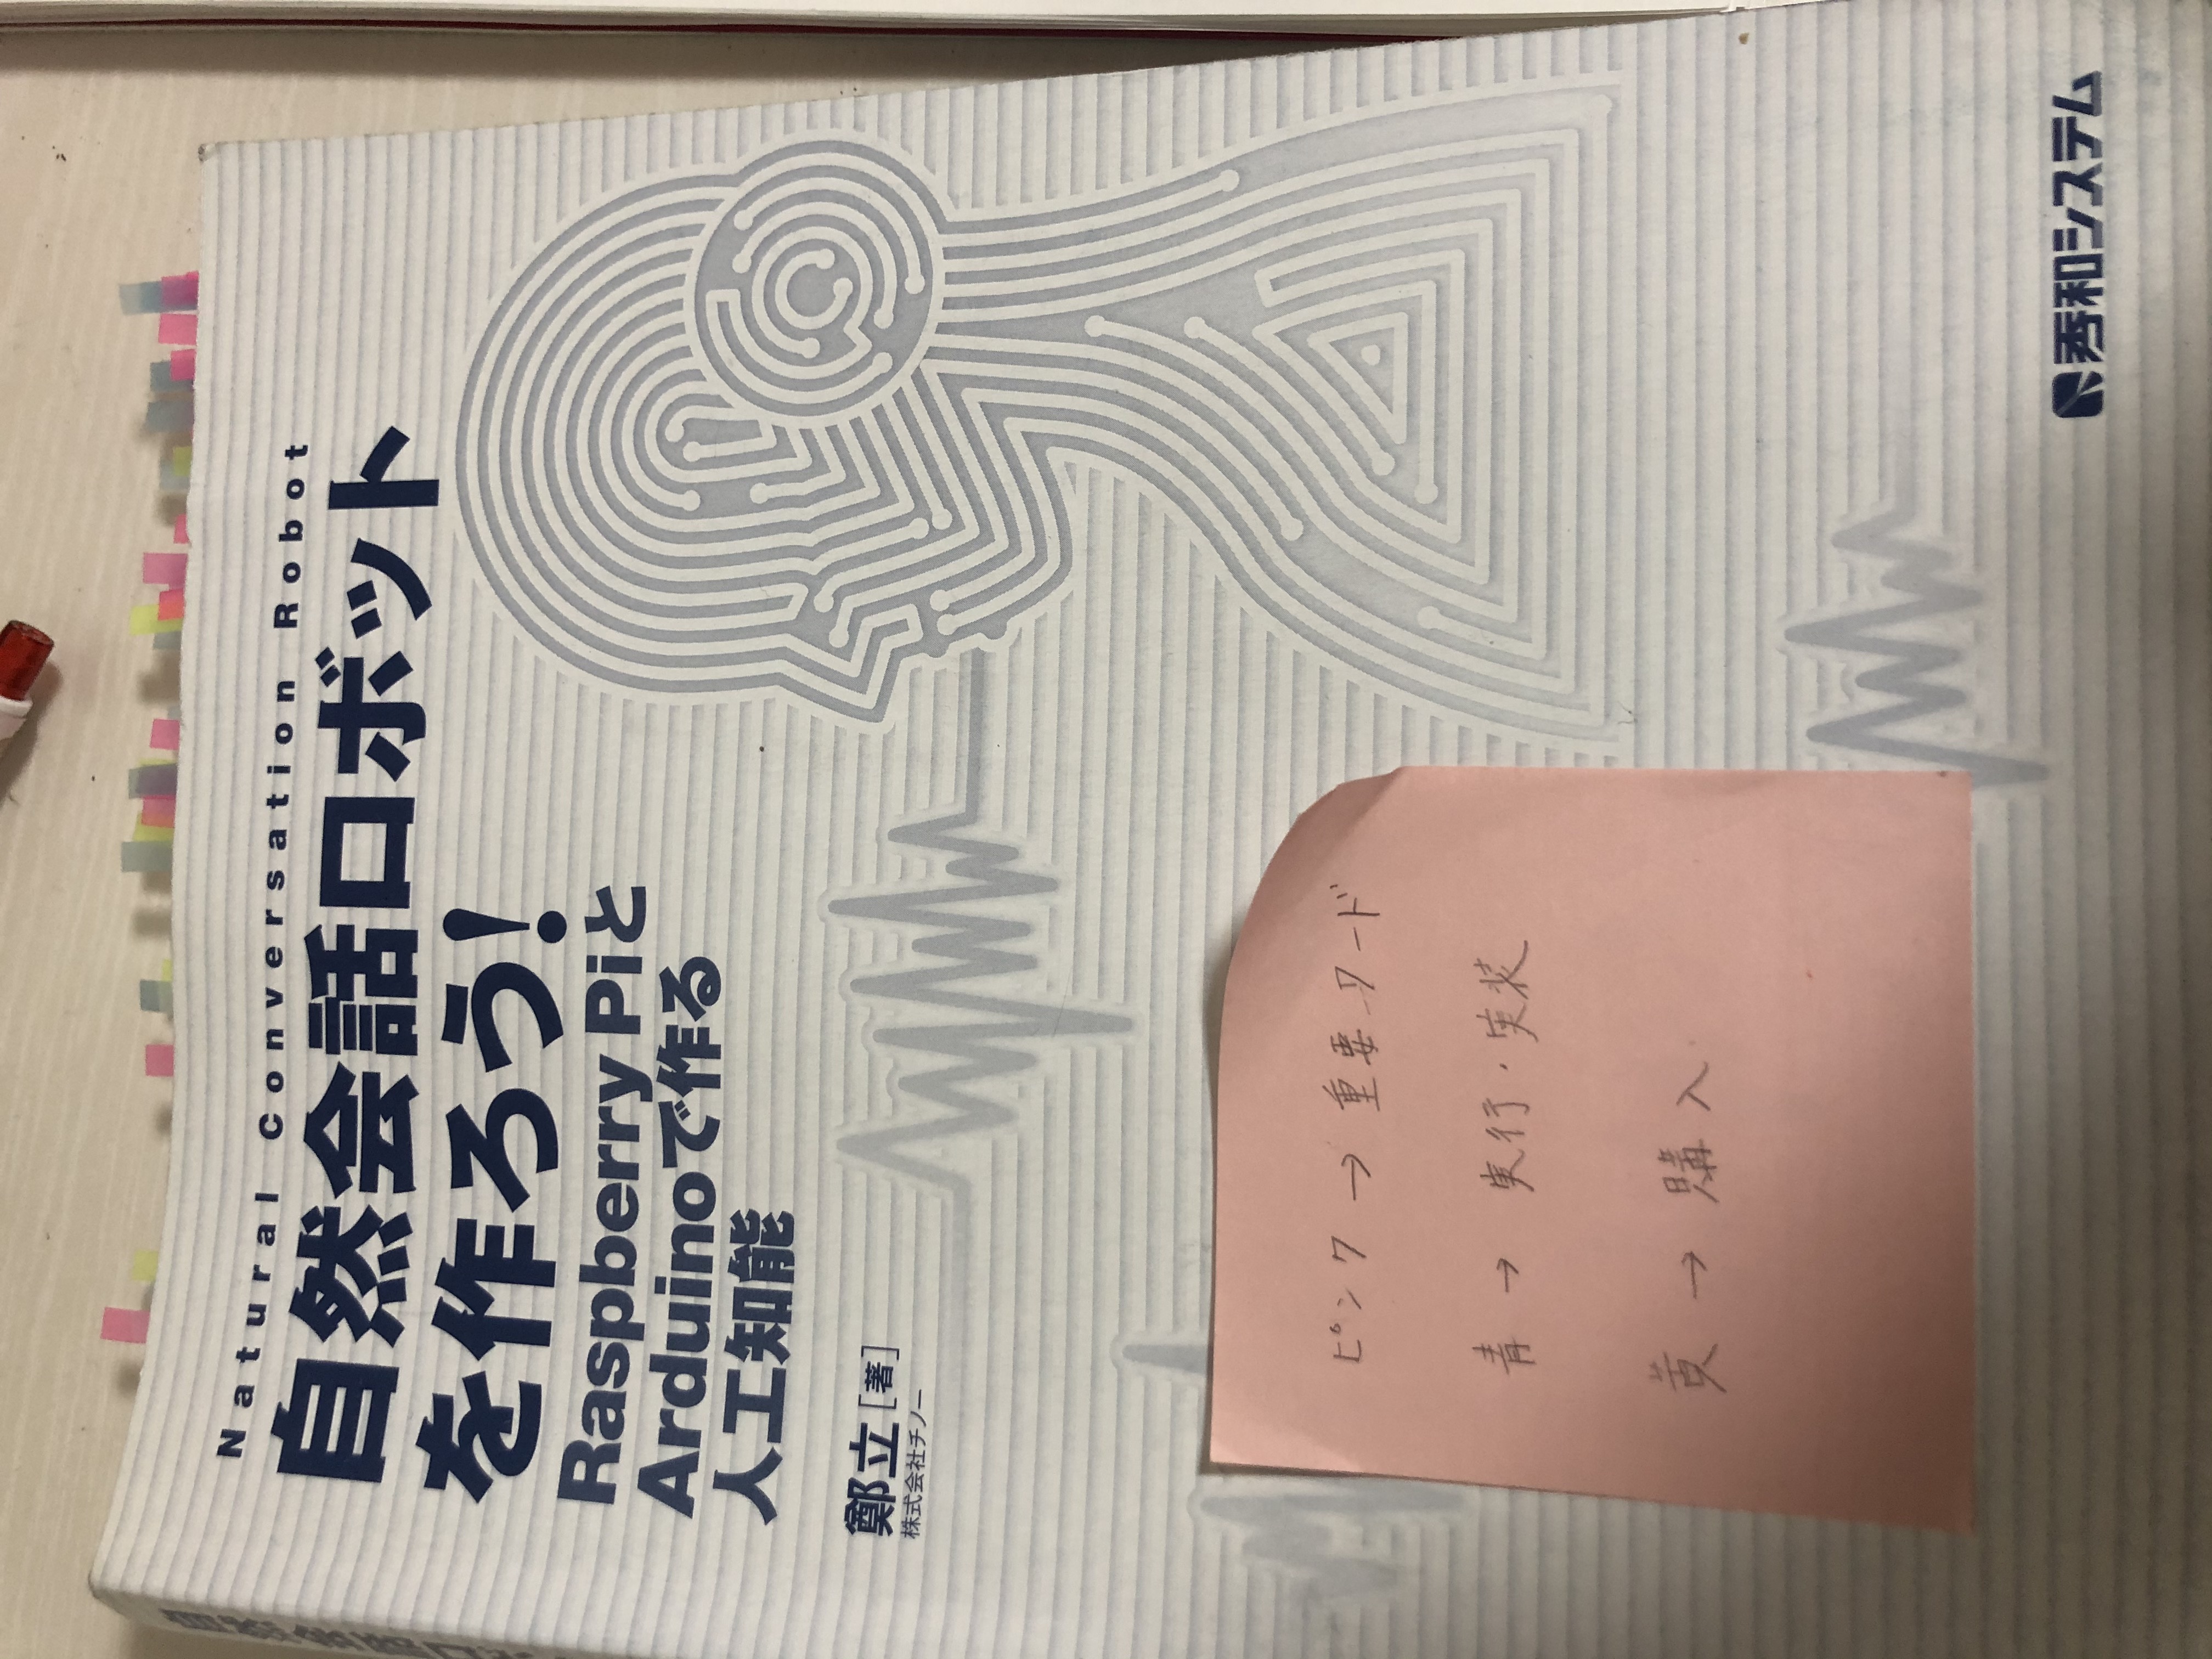 Natural Conversation Robot
自然会話ロボット
を作ろう!
Raspberry Piと
Arduinoで作る
人工知能
鄭立[著]
株式会社チノー
ピンク → 重要ワード
青 → 実行・実装
黄 → 購入
秀和システム